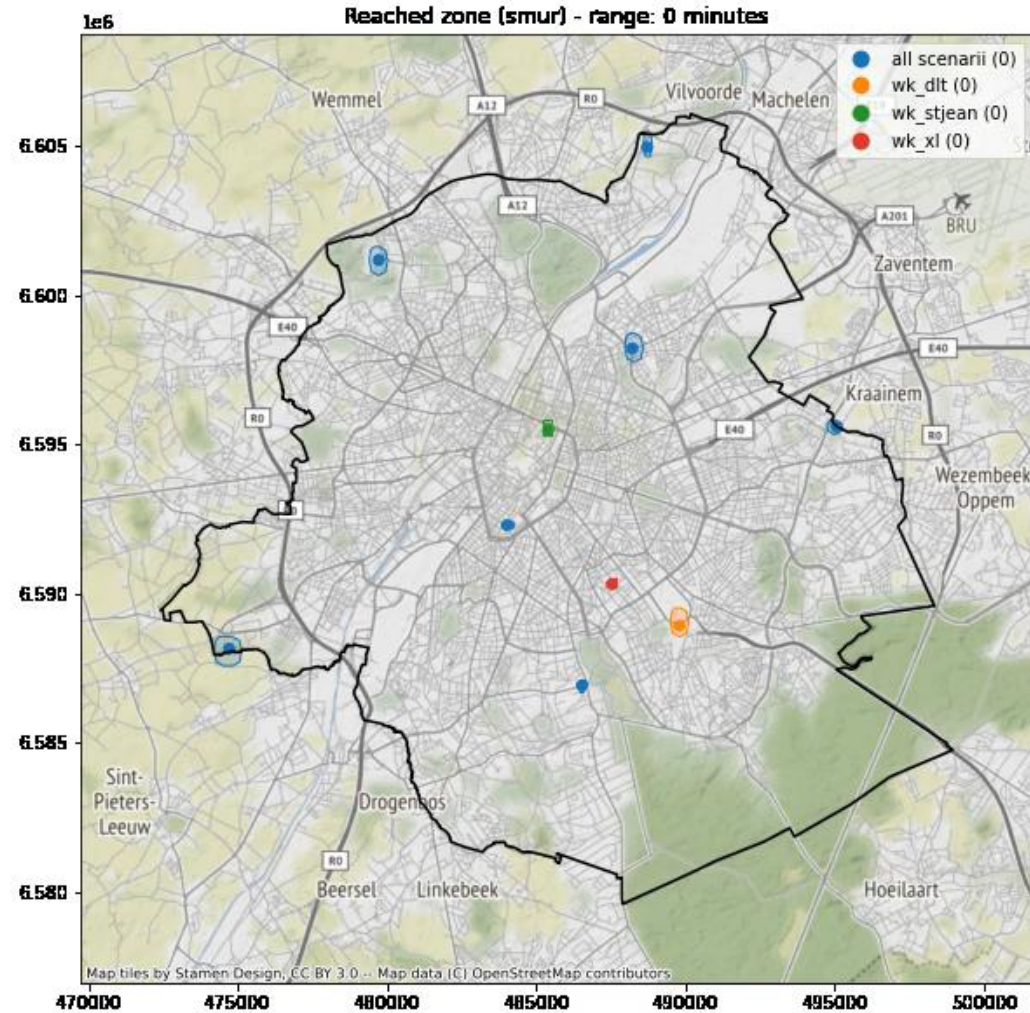 Reached zone (smur) - range: 0 minutes
1e6
all scenarii (0)
wk_dlt (0)
wk_stjean (0)
wk_xl (0)
Wemmel
A12
R0
Vilvoorde
Machelen
6.605
A12
A201
BRU
Zaventem
6.600
E40
E40
Kraainem
R0
E40
R0
6.595
Wezembeek
Oppem
6.590
6.585
Sint-
Pieters-
Leeuw
Drogenbos
R0
6.580
Beersel
Linkebeek
Hoeilaart
Map tiles by Stamen Design, CC BY 3.0 -- Map data (C) OpenStreetMap contributors
470000
475000
480000
485000
490000
495000
500000